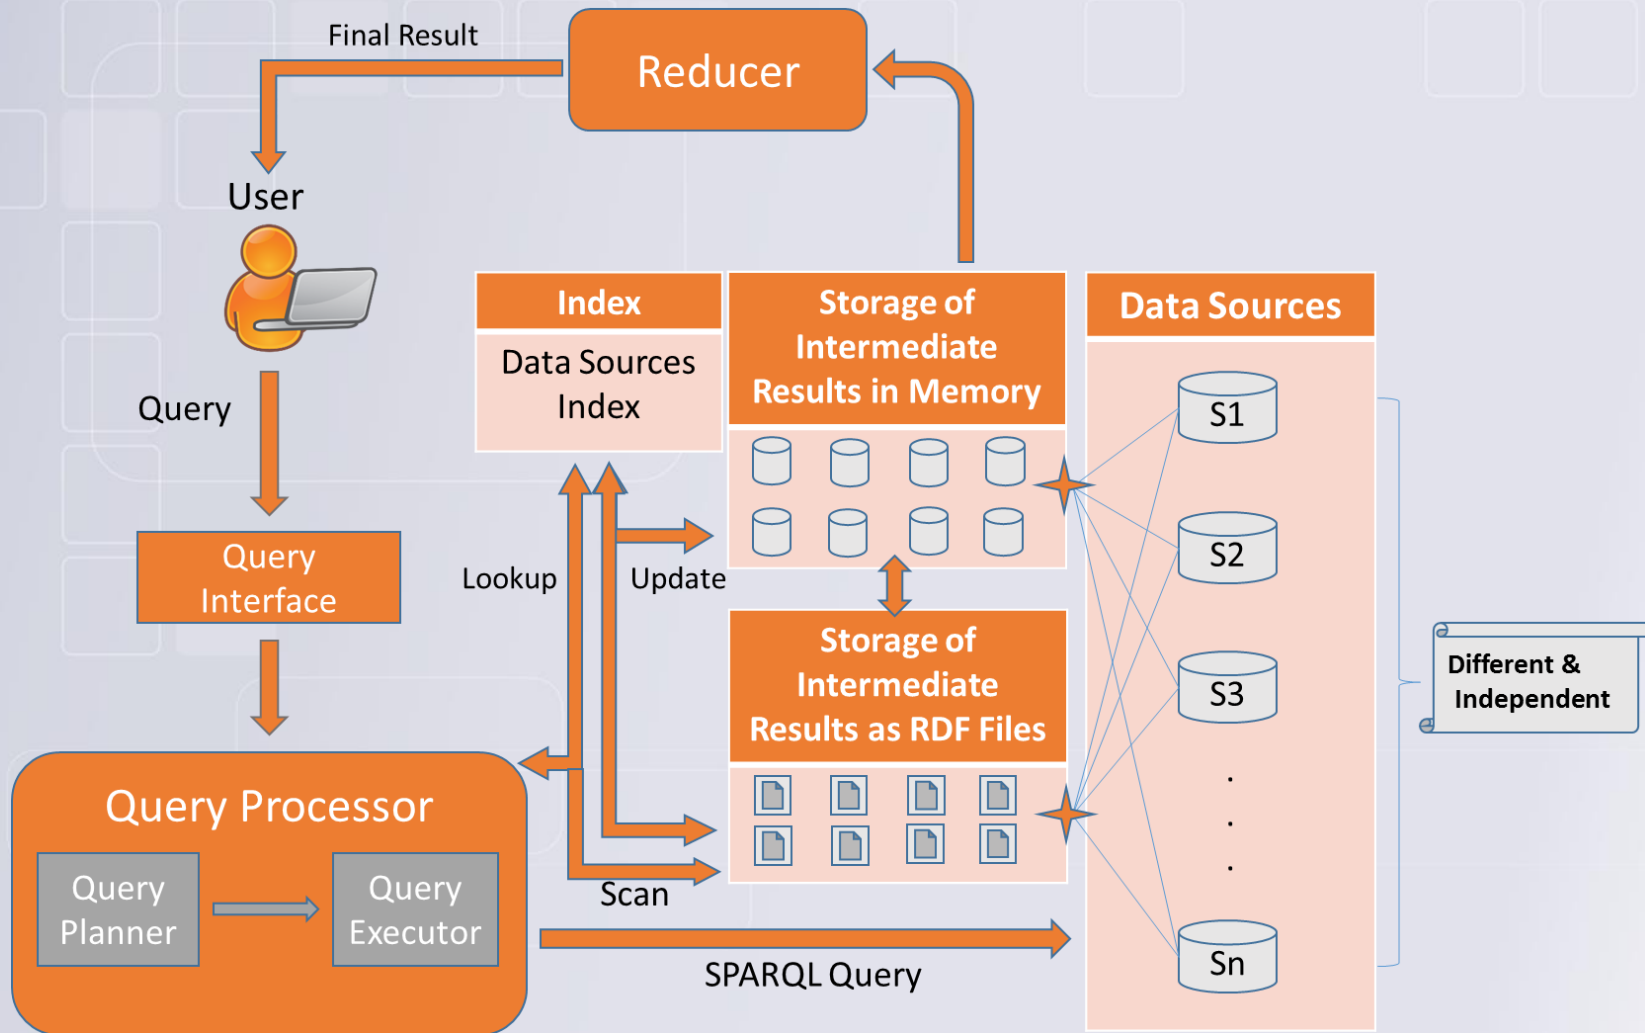 Final Result
Reducer
User
Query
Query
Interface
Query Processor
Query
Planner
Query
Executor
Index
Data Sources
Index
Lookup
Update
Scan
SPARQL Query
Storage of
Intermediate
Results in Memory
Storage of
Intermediate
Results as RDF Files
Data Sources
S1
S2
S3
.
.
.
Sn
Different &
Independent